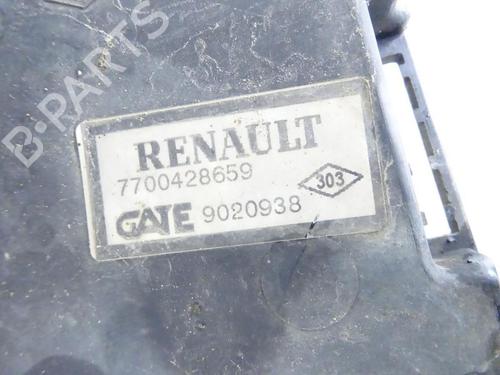 B-PARTS
RENAULT
7700428659
303
GATE 9020938